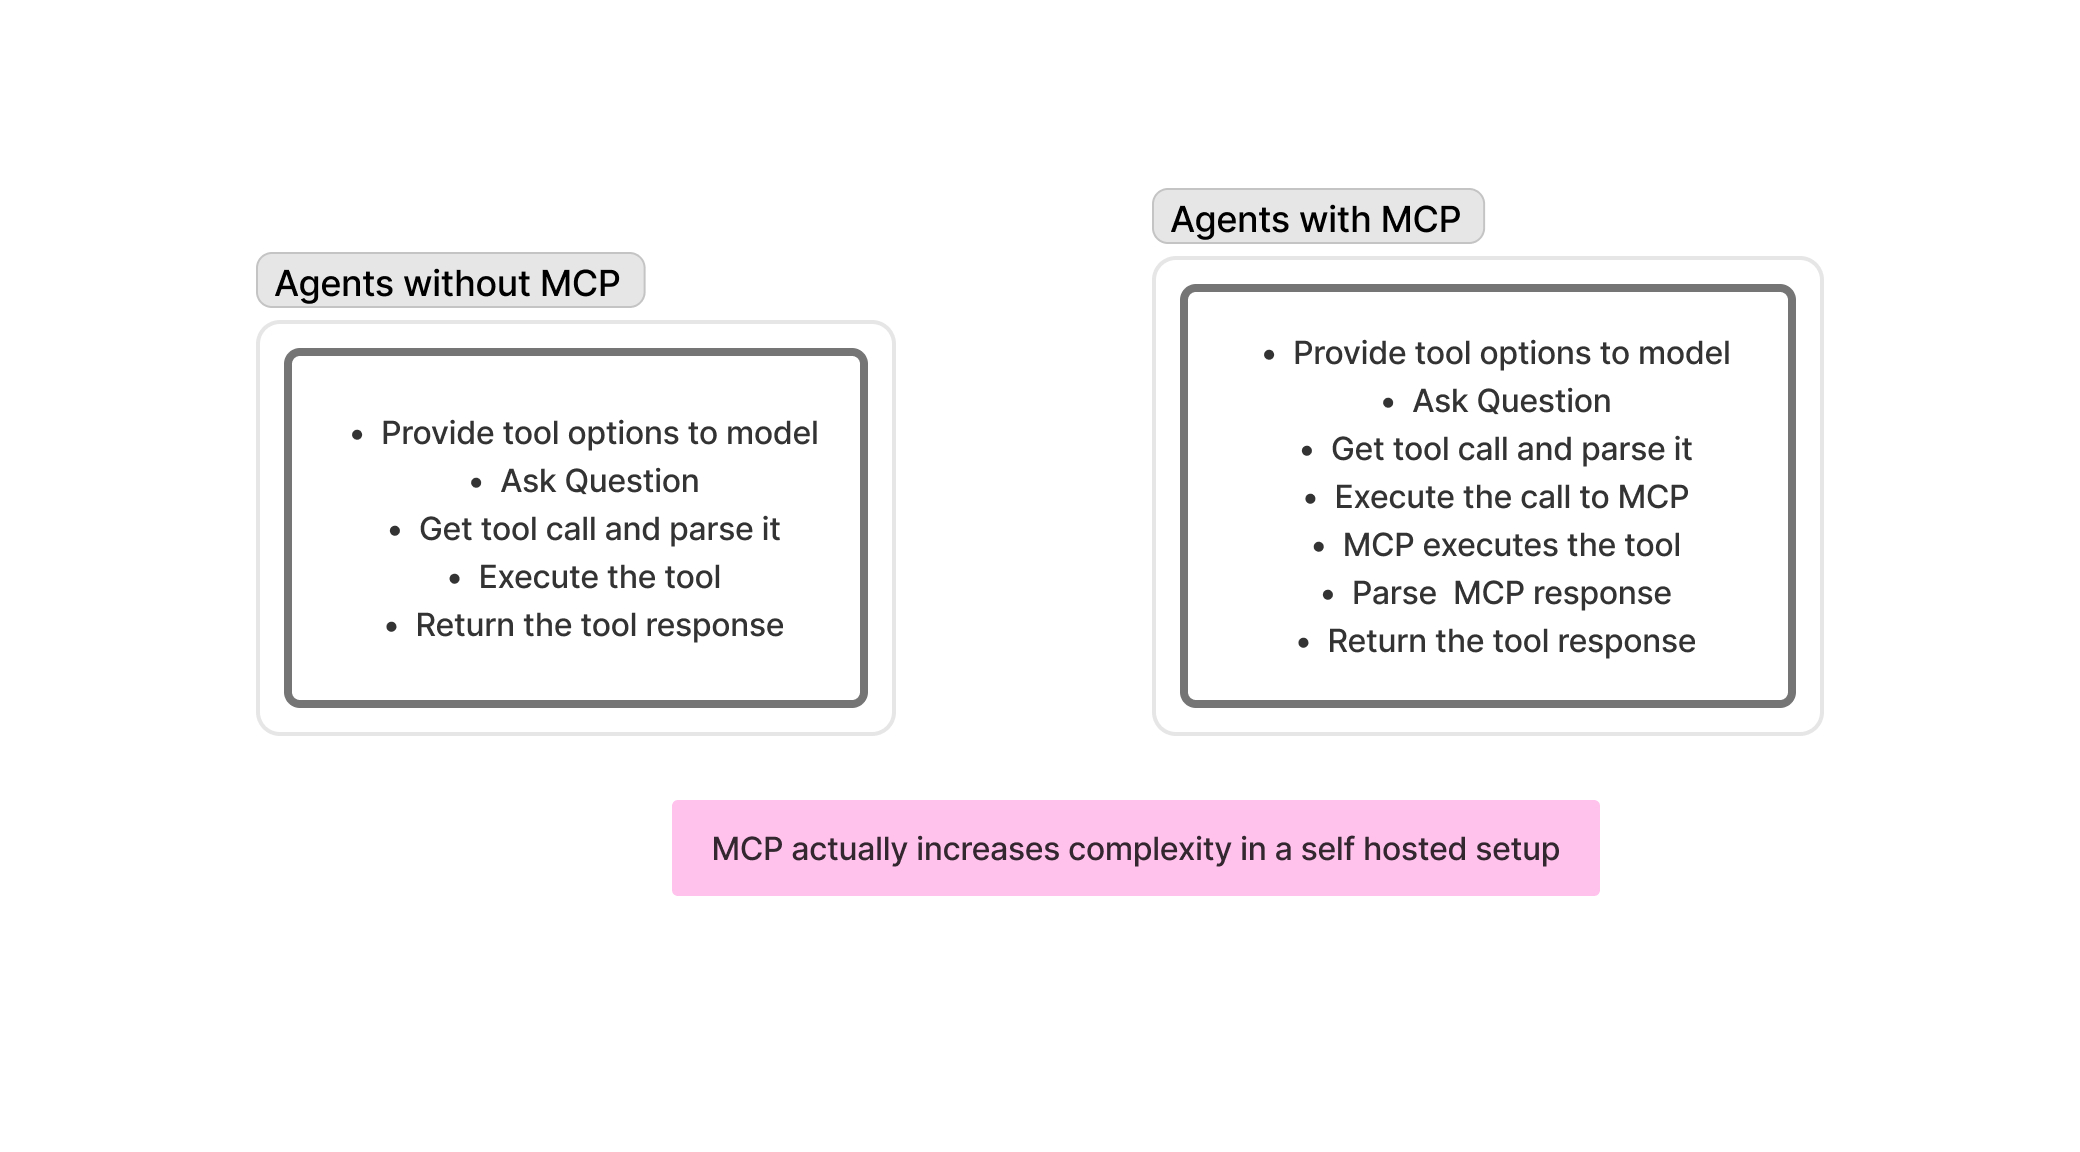 Agents without MCP
• Provide tool options to model
• Ask Question
• Get tool call and parse it
• Execute the tool
• Return the tool response
Agents with MCP
• Provide tool options to model
• Ask Question
• Get tool call and parse it
• Execute the call to MCP
• MCP executes the tool
• Parse  MCP response
• Return the tool response
MCP actually increases complexity in a self hosted setup